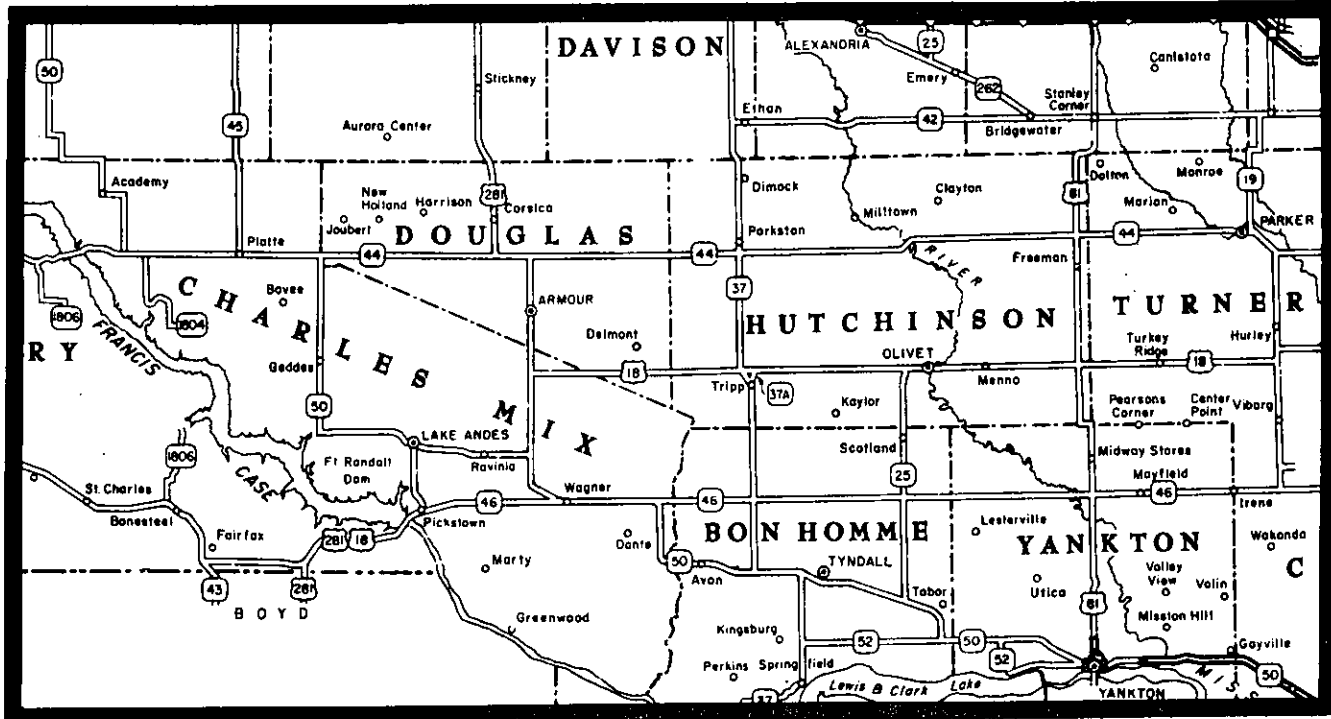 DAVISON
ALEXANDRIA
25
Canistota
50
Stickney
Emery
262
Stanley
Corner
Ethan
45
Aurora Center
42
Bridgewater
Academy
Dimock
Dolton
Monroe
New
Holland
Harrison
281
Corsica
Clayton
81
19
Joubert
Milltown
Marion
Platte
DOUGLAS
Parkston
PARKER
44
44
44
RIVER
Freeman
CHARLES MIX
Bovee
37
ARMOUR
HUTCHINSON
TURNER
1806
1804
FRANCIS
Delmont
OLIVET
Turkey
Ridge
Hurley
RY
Geddes
18
18
Tripp
37A
Menno
50
Kaylor
Pearsons
Corner
Center
Point
Viborg
LAKE ANDES
Scotland
Midway Stores
1806
CASE
Ft Randall
Dam
Ravinia
25
Mayfield
St. Charles
Wagner
46
46
46
Irene
Bonesteel
Pickstown
BON HOMME
Lesterville
Fairfax
281
18
Dante
YANKTON
Wakonda
Marty
50
Avon
TYNDALL
Valley
View
Volin
C
43
281
BOYD
Tabor
Utica
81
Greenwood
Kingsburg
Mission Hill
52
50
52
Gayville
Perkins
Springfield
Lewis & Clark Lake
MISS
50
37
YANKTON